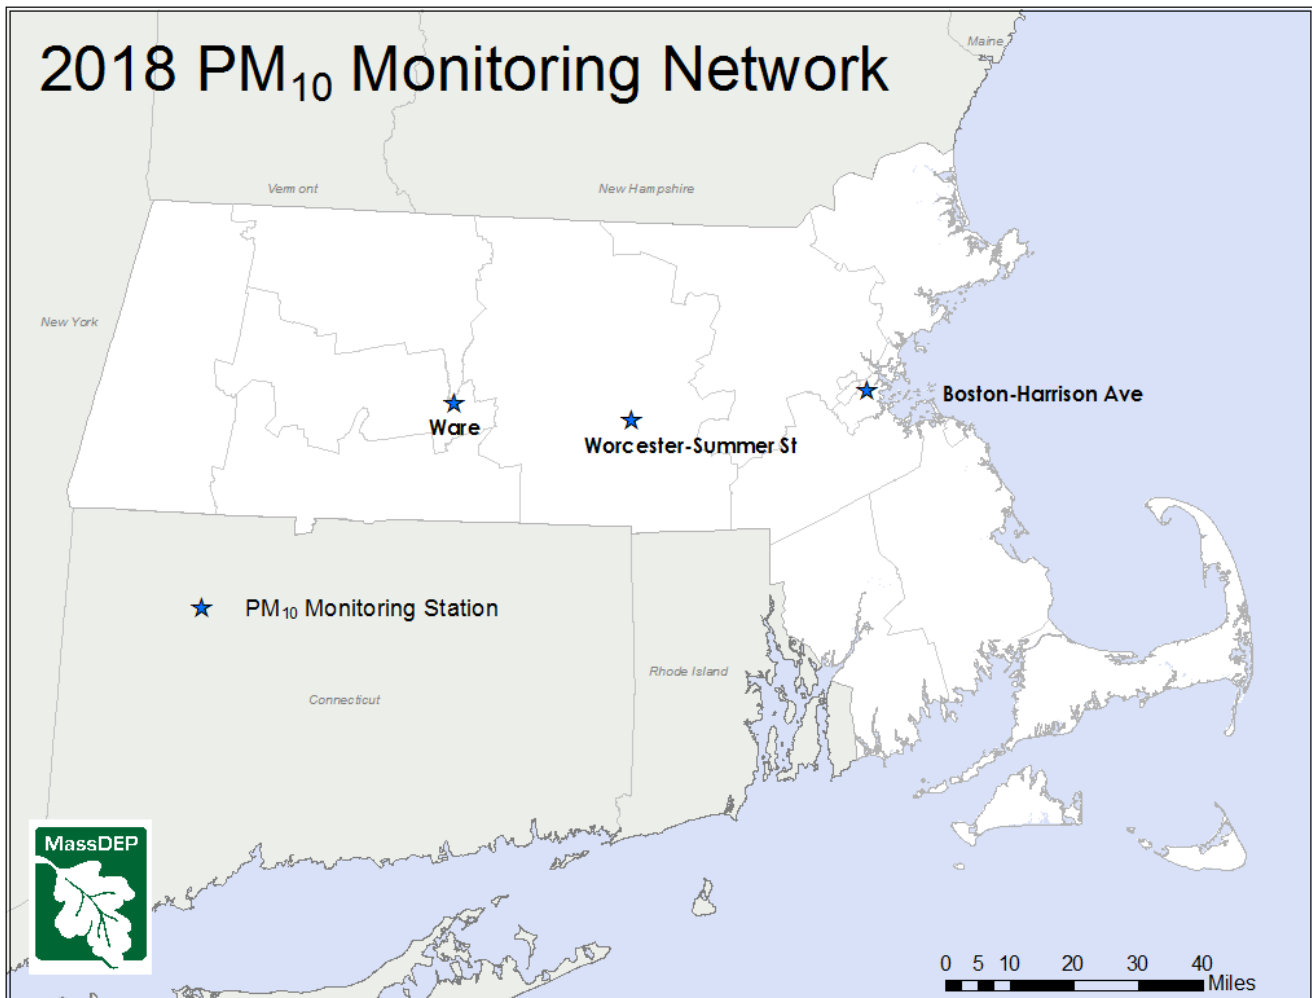 2018 PM₁₀ Monitoring Network
Maine
Vermont
New Hampshire
New York
Boston-Harrison Ave
Ware
Worcester-Summer St
PM₁₀ Monitoring Station
Rhode Island
Connecticut
MassDEP
0 5 10 20 30 40
Miles